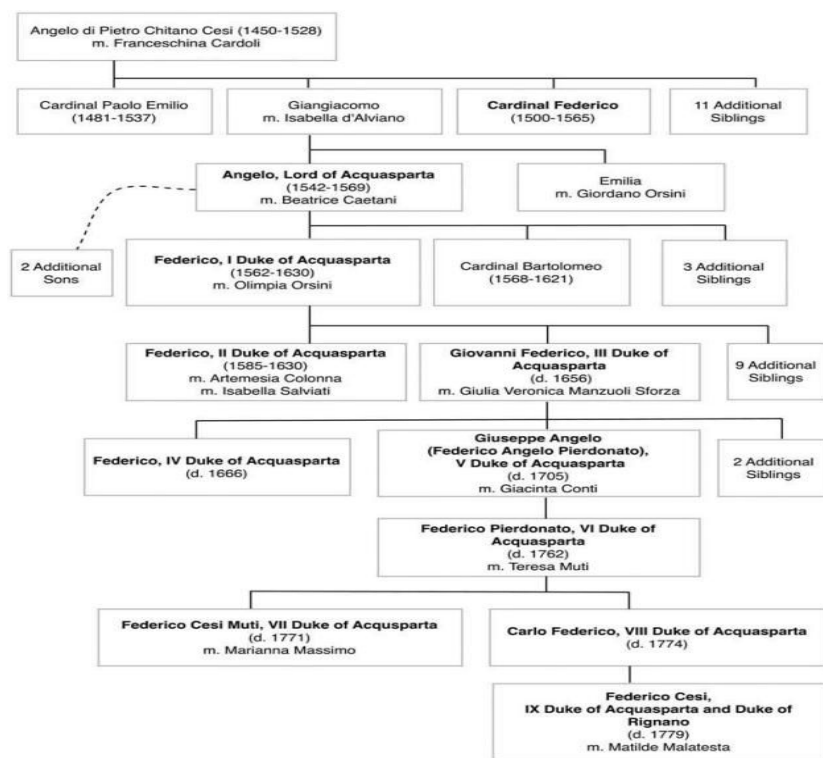 Angelo di Pietro Chitano Cesi (1450-1528)
m. Franceschina Cardoli
Cardinal Paolo Emilio
(1481-1537)
Giangiacomo
m. Isabella d'Alviano
Cardinal Federico
(1500-1565)
11 Additional
Siblings
Angelo, Lord of Acquasparta
(1542-1569)
m. Beatrice Caetani
Emilia
m. Giordano Orsini
2 Additional
Sons
Federico, I Duke of Acquasparta
(1562-1630)
m. Olimpia Orsini
Cardinal Bartolomeo
(1568-1621)
3 Additional
Siblings
Federico, II Duke of Acquasparta
(1585-1630)
m. Artemesia Colonna
m. Isabella Salviati
Giovanni Federico, III Duke of
Acquasparta
(d. 1656)
m. Giulia Veronica Manzuoli Sforza
9 Additional
Siblings
Federico, IV Duke of Acquasparta
(d. 1666)
Giuseppe Angelo
(Federico Angelo Pierdonato),
V Duke of Acquasparta
(d. 1705)
m. Giacinta Conti
2 Additional
Siblings
Federico Pierdonato, VI Duke of
Acquasparta
(d. 1762)
m. Teresa Muti
Federico Cesi Muti, VII Duke of Acqusparta
(d. 1771)
m. Marianna Massimo
Carlo Federico, VIII Duke of Acquasparta
(d. 1774)
Federico Cesi,
IX Duke of Acquasparta and Duke of
Rignano
(d. 1779)
m. Matilde Malatesta